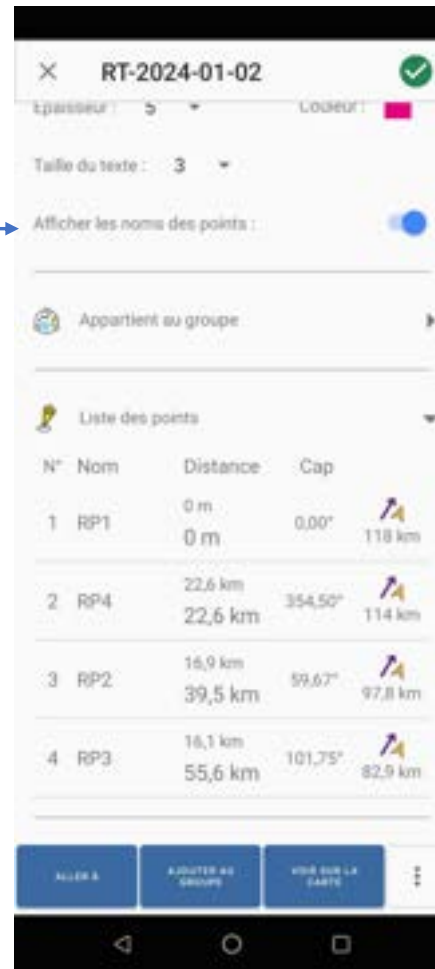 RT-2024-01-02
Epaisseur : 5 Couleur :
Taille du texte : 3
Afficher les noms des points :
Appartient au groupe
Liste des points
N° Nom Distance Cap
0 m
1 RP1 0 m 0,00° 118 km
22,6 km
2 RP4 22,6 km 354,50° 114 km
16,9 km
3 RP2 39,5 km 59,67° 97,8 km
16,1 km
4 RP3 55,6 km 101,75° 82,9 km
ALLER À AJOUTER AU GROUPE VOIR SUR LA CARTE